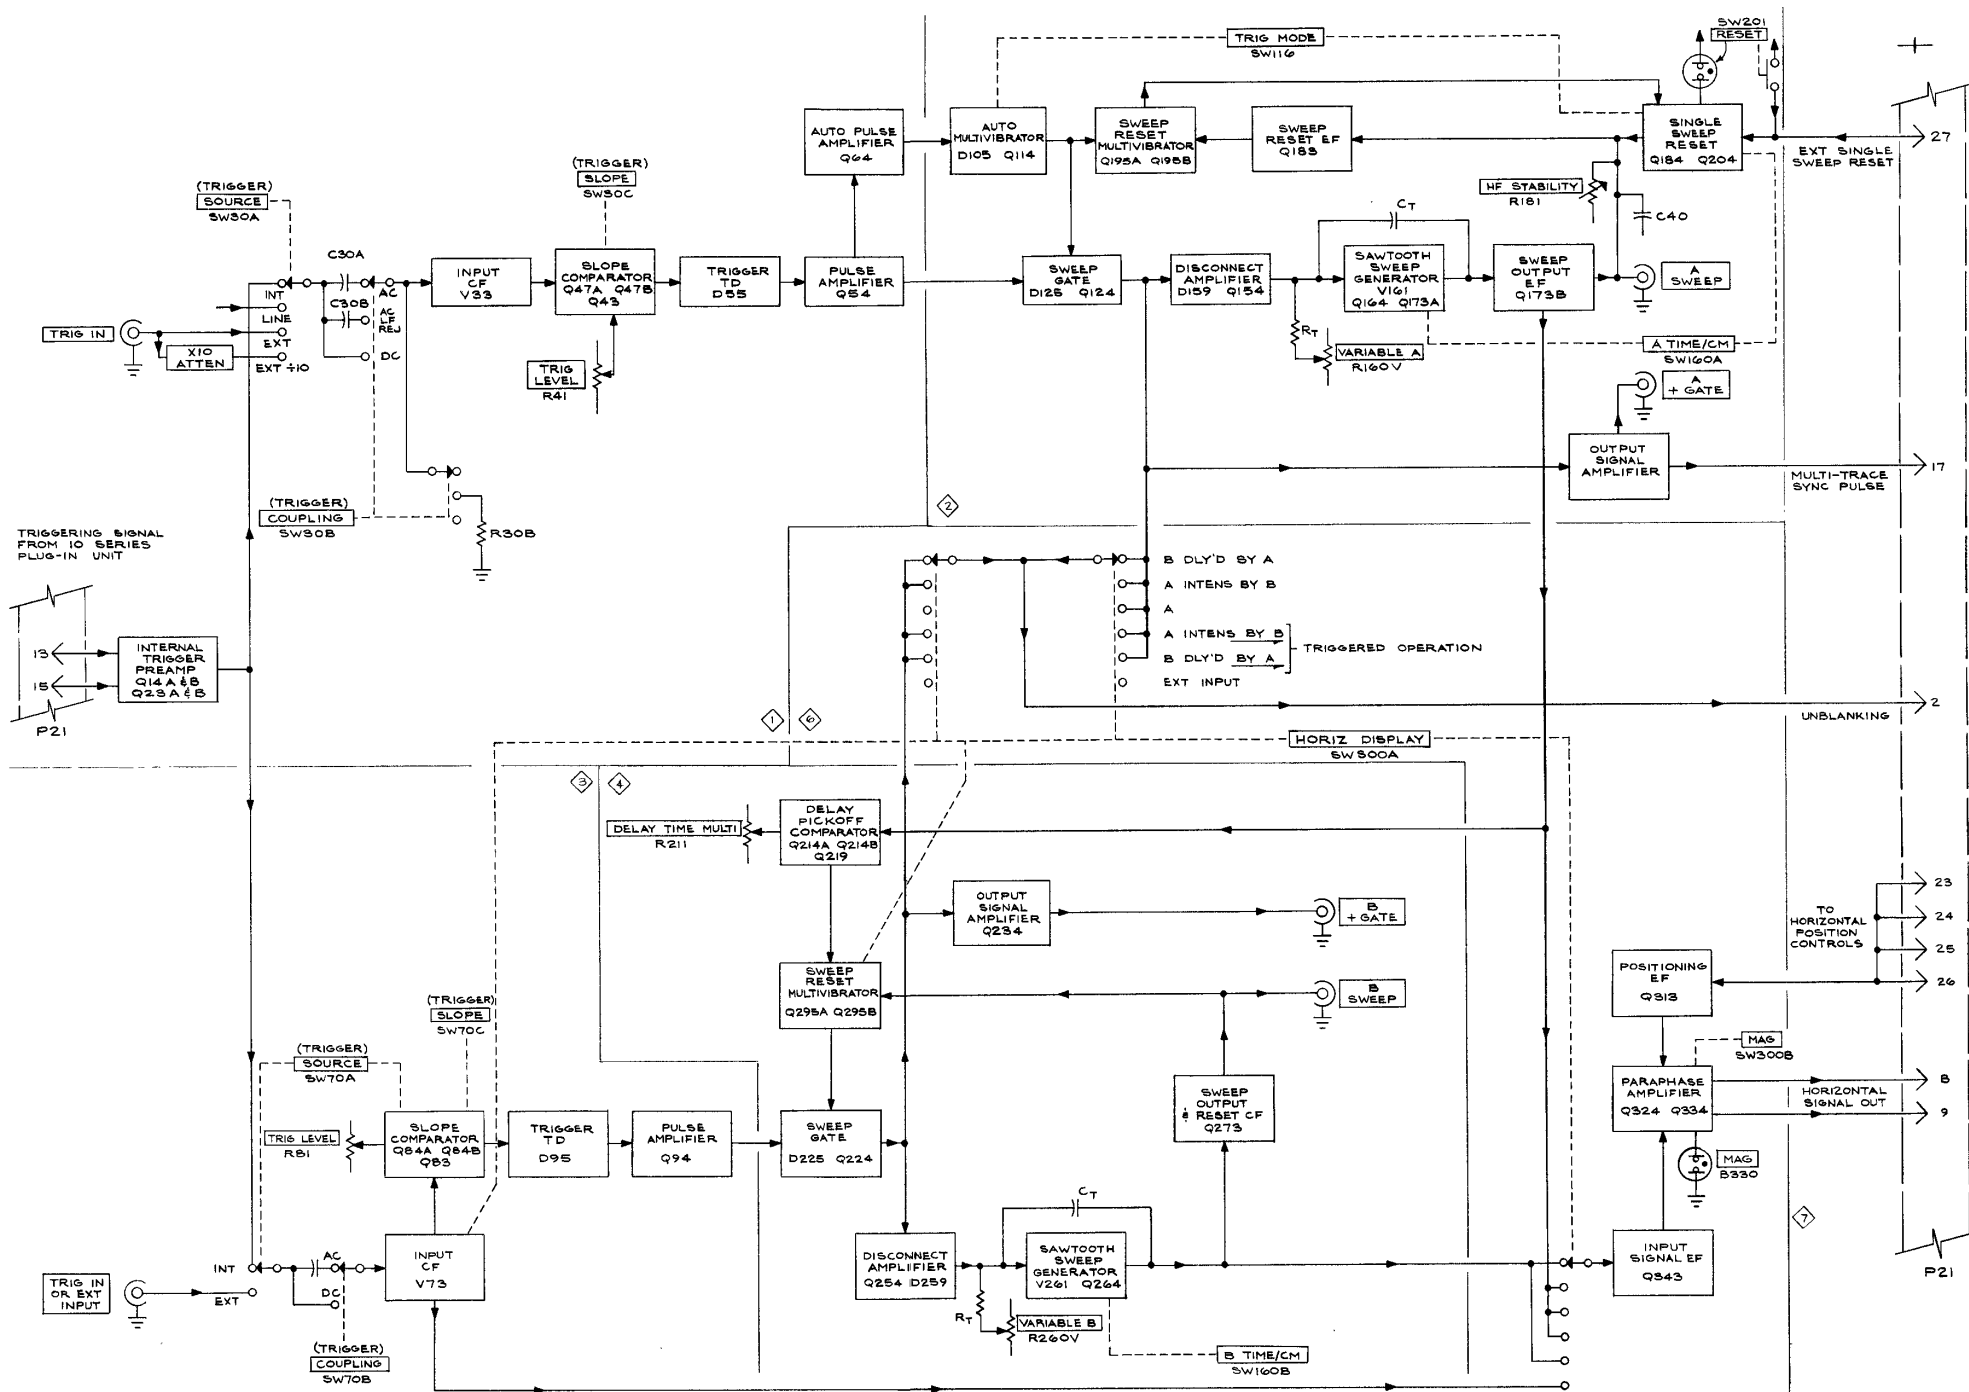 SW201
RESET
TRIG MODE
SW116
AUTO PULSE
AMPLIFIER
Q64
AUTO
MULTIVIBRATOR
D105 Q114
SWEEP
RESET
MULTIVIBRATOR
Q195A Q195B
SWEEP
RESET EF
Q183
SINGLE
SWEEP
RESET
Q184 Q204
EXT SINGLE
SWEEP RESET
27
(TRIGGER)
SOURCE
SW30A
(TRIGGER)
SLOPE
SW30C
HF STABILITY
R181
C40
C30A
C30B
AC
AC
LF
REJ
DC
INT
LINE
EXT
EXT ÷10
TRIG IN
X10
ATTEN
INPUT
CF
V33
SLOPE
COMPARATOR
Q47A Q47B
Q43
TRIGGER
TD
D55
PULSE
AMPLIFIER
Q54
SWEEP
GATE
D125 Q124
DISCONNECT
AMPLIFIER
D159 Q154
CT
SAWTOOTH
SWEEP
GENERATOR
V161
Q164 Q173A
SWEEP
OUTPUT
EF
Q173B
A
SWEEP
RT
VARIABLE A
R160V
A TIME/CM
SW160A
TRIG
LEVEL
R41
A
+ GATE
OUTPUT
SIGNAL
AMPLIFIER
MULTI-TRACE
SYNC PULSE
17
(TRIGGER)
COUPLING
SW30B
R30B
2
TRIGGERING SIGNAL
FROM 10 SERIES
PLUG-IN UNIT
13
15
P21
INTERNAL
TRIGGER
PREAMP
Q14A & B
Q23A & B
B DLY'D BY A
A INTENS BY B
A
A INTENS BY B
B DLY'D BY A
TRIGGERED OPERATION
EXT INPUT
1
6
UNBLANKING
2
HORIZ DISPLAY
SW300A
3
4
DELAY TIME MULTI
R211
DELAY
PICKOFF
COMPARATOR
Q214A Q214B
Q219
OUTPUT
SIGNAL
AMPLIFIER
Q234
B
+ GATE
TO
HORIZONTAL
POSITION
CONTROLS
23
24
25
26
SWEEP
RESET
MULTIVIBRATOR
Q295A Q295B
B
SWEEP
POSITIONING
EF
Q313
(TRIGGER)
SLOPE
SW70C
(TRIGGER)
SOURCE
SW70A
MAG
SW300B
TRIG LEVEL
R81
SLOPE
COMPARATOR
Q84A Q84B
Q83
TRIGGER
TD
D95
PULSE
AMPLIFIER
Q94
SWEEP
GATE
D225 Q224
SWEEP
OUTPUT
& RESET CF
Q273
PARAPHASE
AMPLIFIER
Q324 Q334
HORIZONTAL
SIGNAL OUT
8
9
MAG
B330
CT
7
TRIG IN
OR EXT
INPUT
INT
EXT
AC
DC
INPUT
CF
V73
DISCONNECT
AMPLIFIER
Q254 D259
SAWTOOTH
SWEEP
GENERATOR
V261 Q264
INPUT
SIGNAL EF
Q343
P21
RT
VARIABLE B
R260V
(TRIGGER)
COUPLING
SW70B
B TIME/CM
SW160B